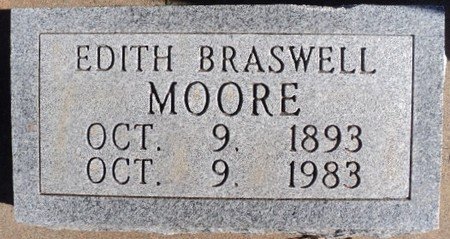 EDITH BRASWELL
MOORE
OCT. 9. 1893
OCT. 9. 1983